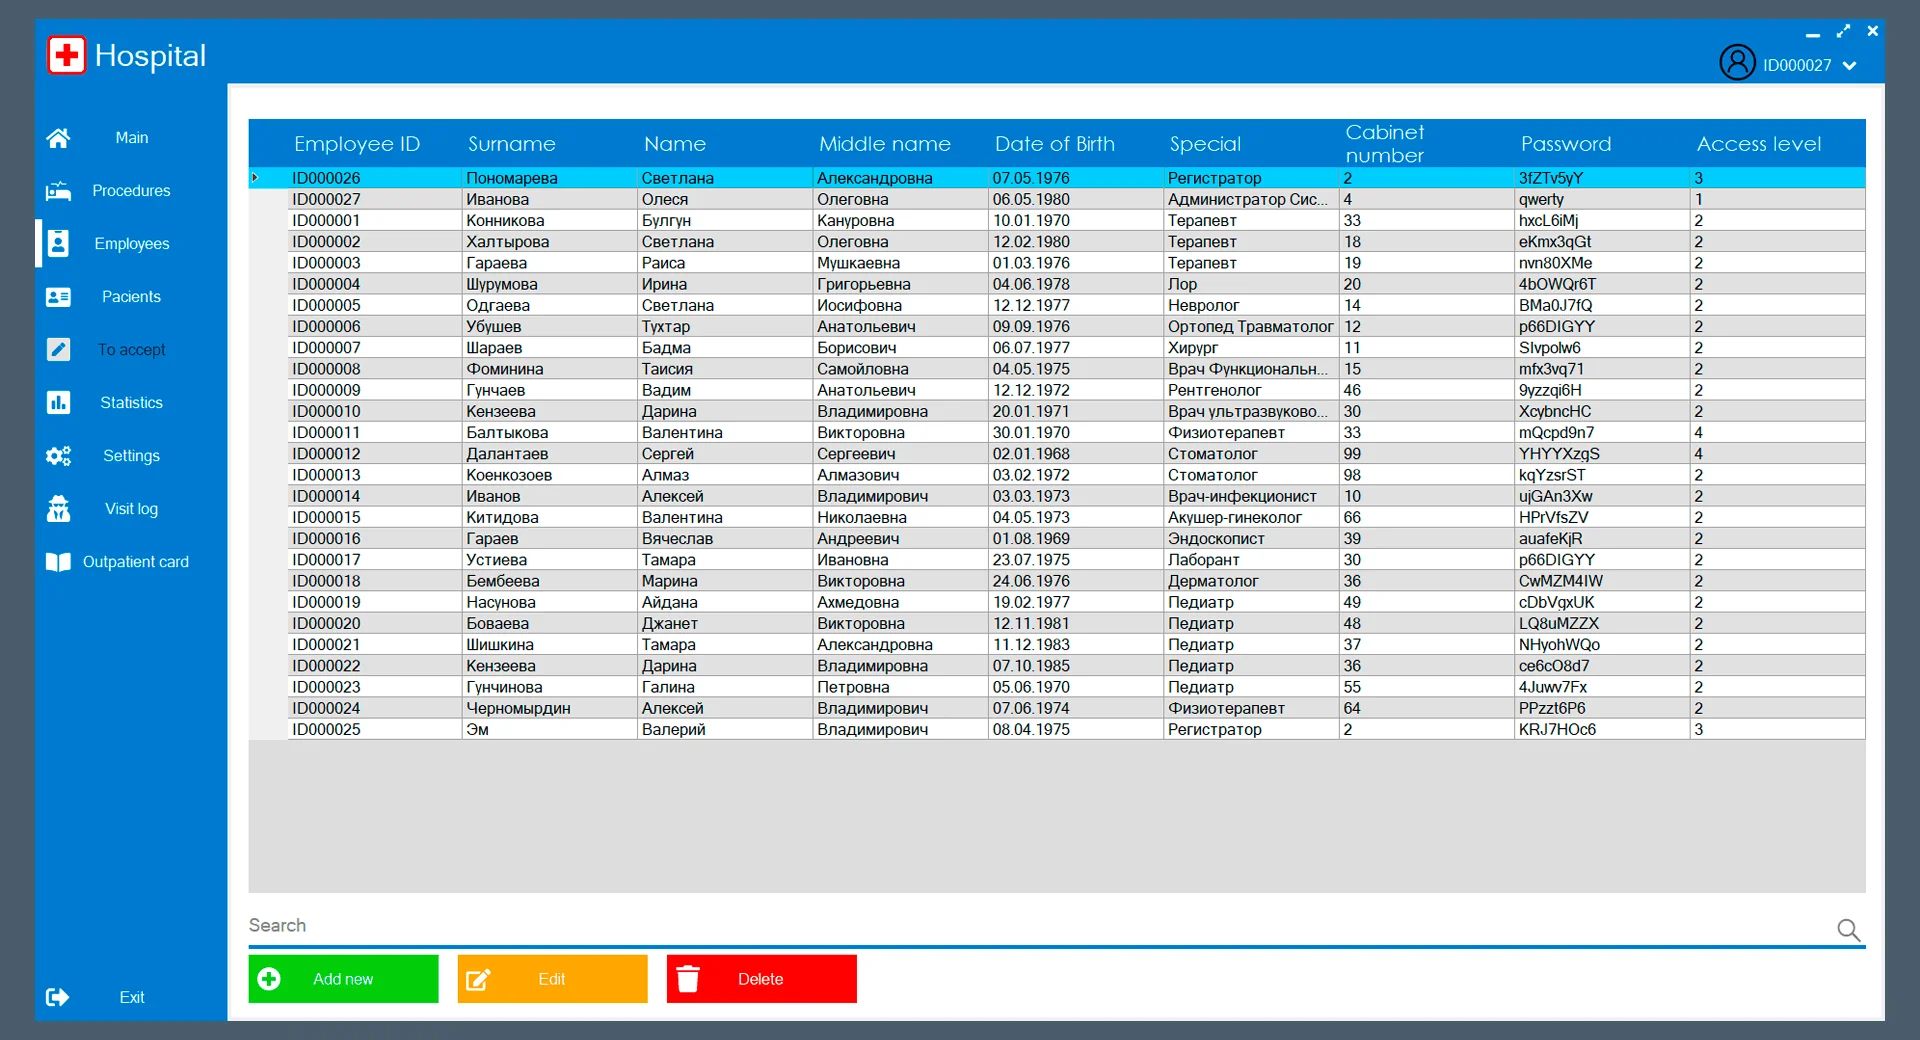 Hospital
ID000027
Main
Procedures
Employees
Pacients
To accept
Statistics
Settings
Visit log
Outpatient card
Exit
Employee ID Surname Name Middle name Date of Birth Special Cabinet number Password Access level
ID000026 Пономарева Светлана Александровна 07.05.1976 Регистратор 2 3fZTv5yY 3
ID000027 Иванова Олеся Олеговна 06.05.1980 Администратор Сис... 4 qwerty 1
ID000001 Конникова Булгун Кануровна 10.01.1970 Терапевт 33 hxcL6iMj 2
ID000002 Халтырова Светлана Олеговна 12.02.1980 Терапевт 18 eKmx3qGt 2
ID000003 Гараева Раиса Мушкаевна 01.03.1976 Терапевт 19 nvn80XMe 2
ID000004 Шурумова Ирина Григорьевна 04.06.1978 Лор 20 4bOWQr6T 2
ID000005 Одгаева Светлана Иосифовна 12.12.1977 Невролог 14 BMa0J7fQ 2
ID000006 Убушев Тухтар Анатольевич 09.09.1976 Ортопед Травматолог 12 p66DIGYY 2
ID000007 Шараев Бадма Борисович 06.07.1977 Хирург 11 SIvpolw6 2
ID000008 Фоминина Таисия Самойловна 04.05.1975 Врач Функциональн... 15 mfx3vq71 2
ID000009 Гунчаев Вадим Анатольевич 12.12.1972 Рентгенолог 46 9yzzqi6H 2
ID000010 Кензеева Дарина Владимировна 20.01.1971 Врач ультразвуково... 30 XcybncHC 2
ID000011 Балтыкова Валентина Викторовна 30.01.1970 Физиотерапевт 33 mQcpd9n7 4
ID000012 Далантаев Сергей Сергеевич 02.01.1968 Стоматолог 99 YHYYXzgS 4
ID000013 Коенкозоев Алмаз Алмазович 03.02.1972 Стоматолог 98 kqYzsrST 2
ID000014 Иванов Алексей Владимирович 03.03.1973 Врач-инфекционист 10 ujGAn3Xw 2
ID000015 Китидова Валентина Николаевна 04.05.1973 Акушер-гинеколог 66 HPrVfsZV 2
ID000016 Гараев Вячеслав Андреевич 01.08.1969 Эндоскопист 39 auafeKjR 2
ID000017 Устиева Тамара Ивановна 23.07.1975 Лаборант 30 p66DIGYY 2
ID000018 Бембеева Марина Викторовна 24.06.1976 Дерматолог 36 CwMZM4IW 2
ID000019 Насунова Айдана Ахмедовна 19.02.1977 Педиатр 49 cDbVgxUK 2
ID000020 Боваева Джанет Викторовна 12.11.1981 Педиатр 48 LQ8uMZZX 2
ID000021 Шишкина Тамара Александровна 11.12.1983 Педиатр 37 NHyohWQo 2
ID000022 Кензеева Дарина Владимировна 07.10.1985 Педиатр 36 ce6cO8d7 2
ID000023 Гунчинова Галина Петровна 05.06.1970 Педиатр 55 4Juwv7Fx 2
ID000024 Черномырдин Алексей Владимирович 07.06.1974 Физиотерапевт 64 PPzzt6P6 2
ID000025 Эм Валерий Владимирович 08.04.1975 Регистратор 2 KRJ7HOc6 3
Search
Add new
Edit
Delete